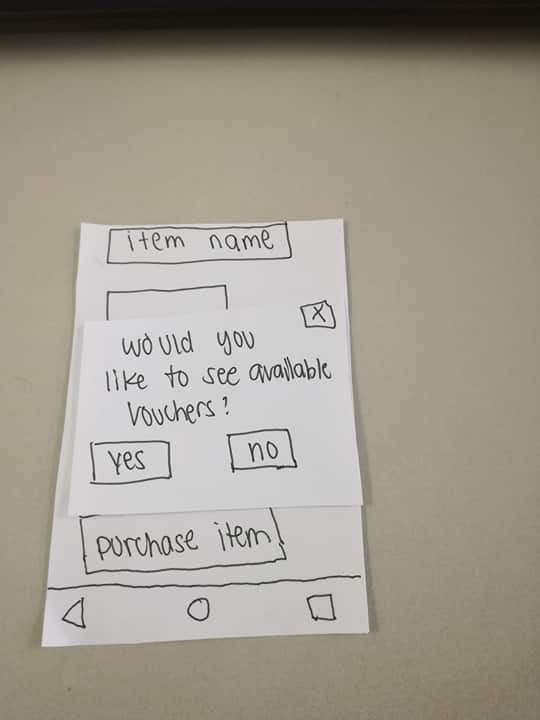 item name
X
would you
like to see available
vouchers?
yes
no
purchase item